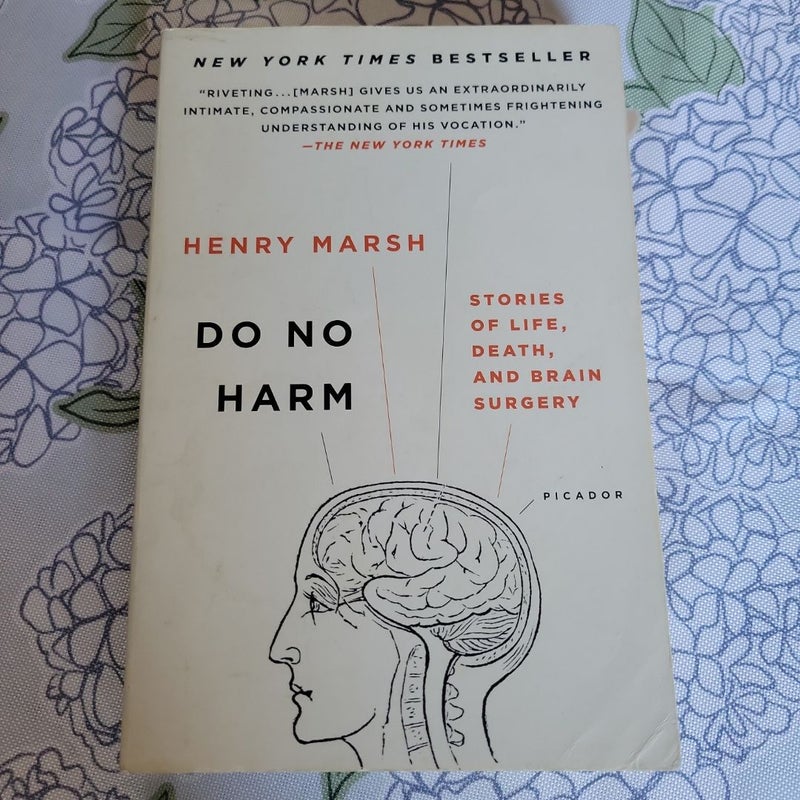 NEW YORK TIMES BESTSELLER
“RIVETING...[MARSH] GIVES US AN EXTRAORDINARILY
INTIMATE, COMPASSIONATE AND SOMETIMES FRIGHTENING
UNDERSTANDING OF HIS VOCATION.”
—THE NEW YORK TIMES
HENRY MARSH
DO NO
HARM
STORIES
OF LIFE,
DEATH,
AND BRAIN
SURGERY
PICADOR